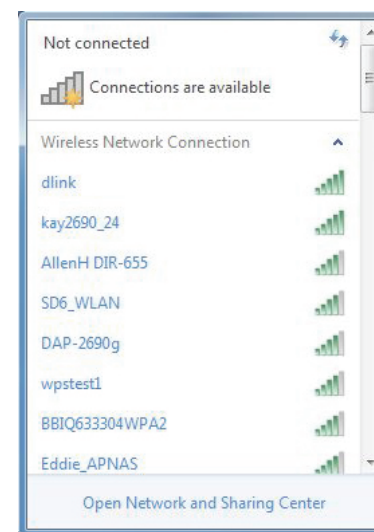 Not connected
Connections are available
Wireless Network Connection
dlink
kay2690_24
AllenH DIR-655
SD6_WLAN
DAP-2690g
wpstest1
BBIQ633304WPA2
Eddie_APNAS
Open Network and Sharing Center